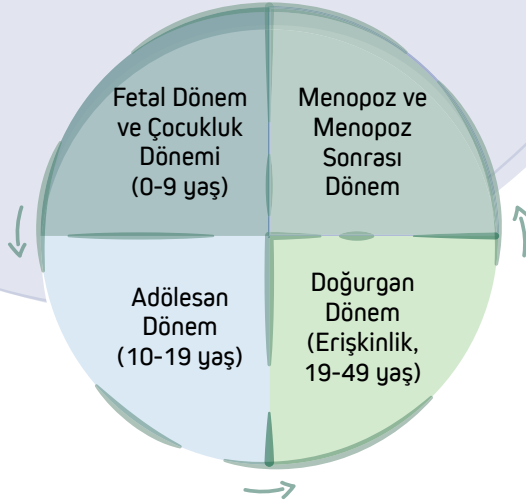 Fetal Dönem
ve Çocukluk
Dönemi
(0-9 yaş)
Menopoz ve
Menopoz
Sonrası
Dönem
Adölesan
Dönem
(10-19 yaş)
Doğurgan
Dönem
(Erişkinlik,
19-49 yaş)